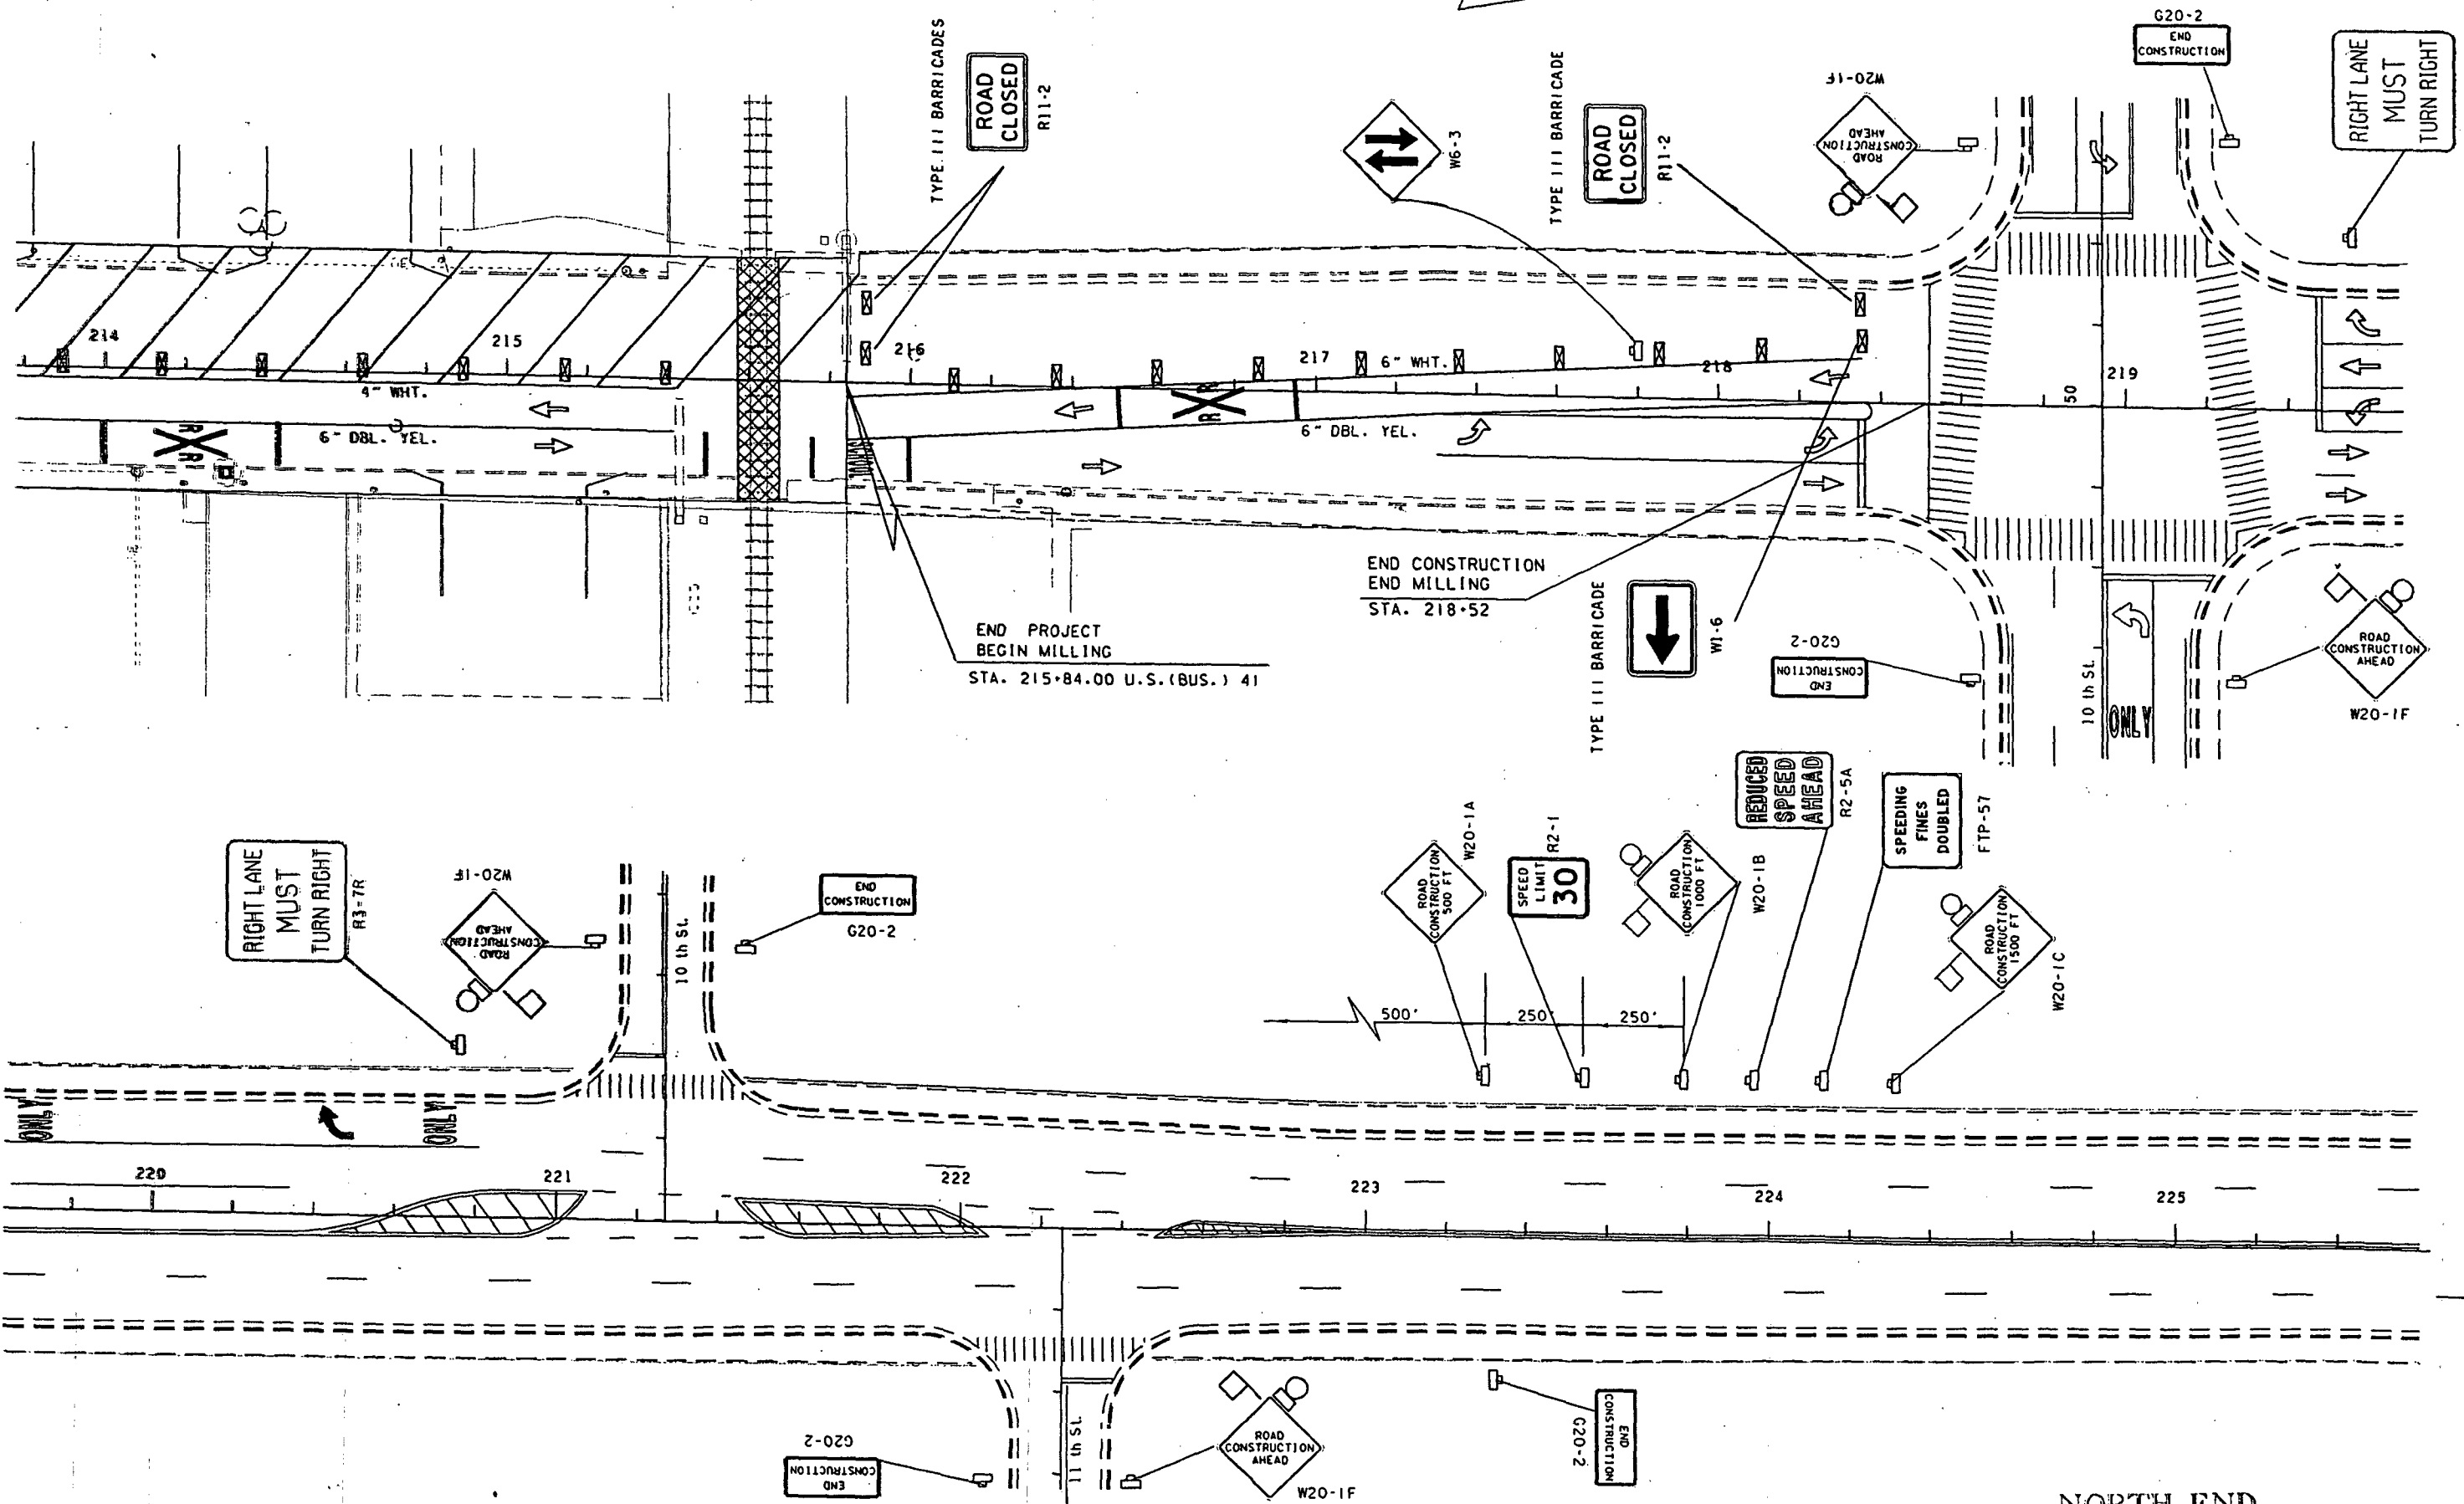 TYPE III BARRICADES
ROAD
CLOSED
R11-2
W6-3
TYPE III BARRICADE
ROAD
CLOSED
R11-2
W20-1F
ROAD
CONSTRUCTION
AHEAD
G20-2
END
CONSTRUCTION
RIGHT LANE
MUST
TURN RIGHT
214
215
216
217
218
219
50
4" WHT.
6" WHT.
6" DBL. YEL.
6" DBL. YEL.
R R
R R
END PROJECT
BEGIN MILLING
STA. 215+84.00 U.S.(BUS.) 41
END CONSTRUCTION
END MILLING
STA. 218+52
TYPE III BARRICADE
W1-6
G20-2
END
CONSTRUCTION
10 th St.
ONLY
ROAD
CONSTRUCTION
AHEAD
W20-1F
RIGHT LANE
MUST
TURN RIGHT
R3-7R
W20-1F
ROAD
CONSTRUCTION
AHEAD
10 th St.
END
CONSTRUCTION
G20-2
ROAD
CONSTRUCTION
500 FT
W20-1A
SPEED
LIMIT
30
R2-1
ROAD
CONSTRUCTION
1000 FT
W20-1B
REDUCED
SPEED
AHEAD
R2-5A
SPEEDING
FINES
DOUBLED
FTP-57
ROAD
CONSTRUCTION
1500 FT
W20-1C
500'
250'
250'
ONLY
ONLY
220
221
222
223
224
225
G20-2
END
CONSTRUCTION
11 th St.
ROAD
CONSTRUCTION
AHEAD
W20-1F
G20-2
END
CONSTRUCTION
NORTH END